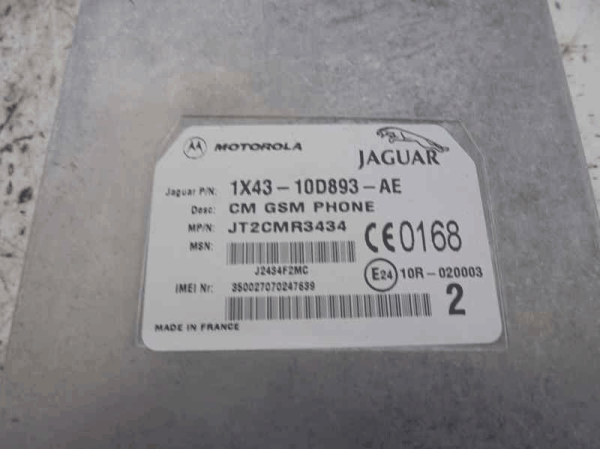 MOTOROLA
JAGUAR
Jaguar P/N: 1X43-10D893-AE
Desc: CM GSM PHONE
MP/N: JT2CMR3434
CE0168
MSN:
J2434F2MC
E24 10R-020003
IMEI Nr: 350027070247639
2
MADE IN FRANCE